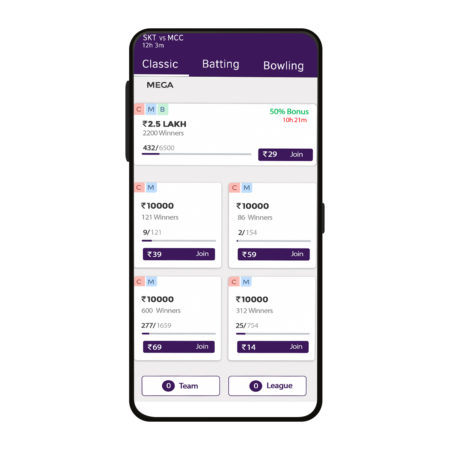 SKT vs MCC
12h 3m
Classic Batting Bowling
MEGA
C M B
50% Bonus
10h 21m
₹2.5 LAKH
2200 Winners
432/6500
₹29 Join
C M
₹10000
121 Winners
9/121
₹39 Join
C M
₹10000
86 Winners
2/154
₹59 Join
C M
₹10000
600 Winners
277/1659
₹69 Join
C M
₹10000
312 Winners
25/754
₹14 Join
0 Team
0 League